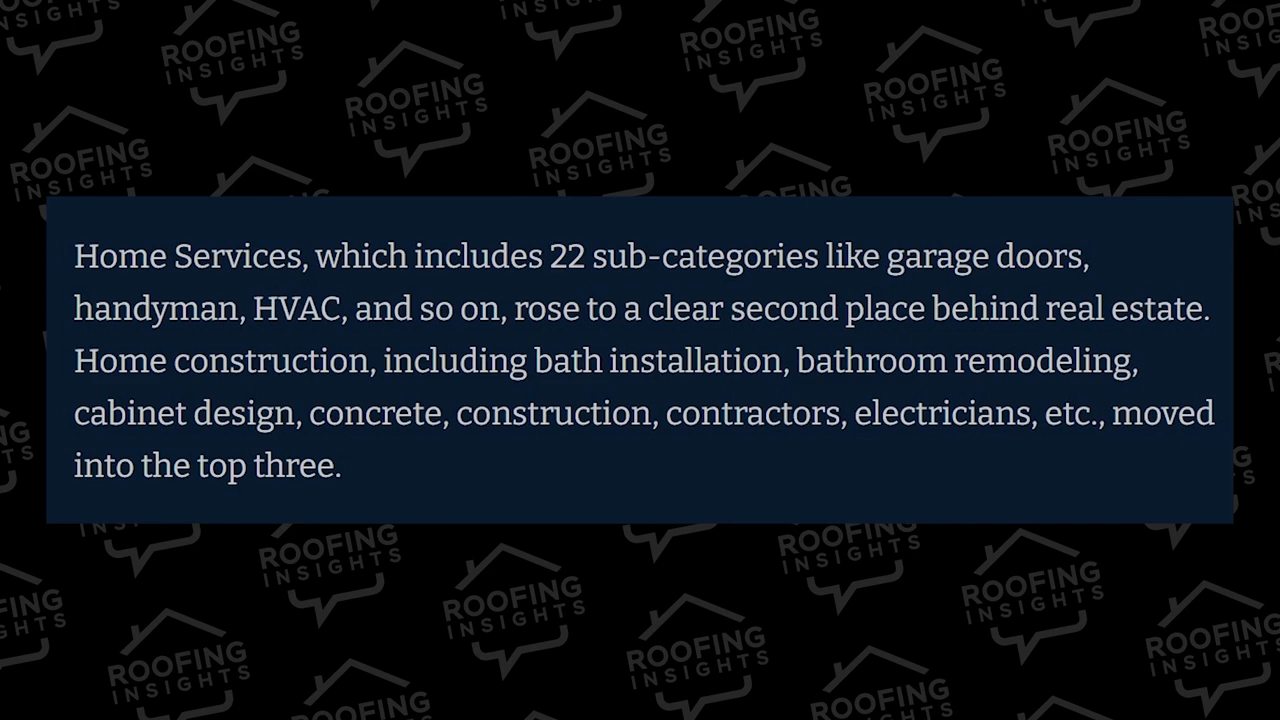 Home Services, which includes 22 sub-categories like garage doors,
handyman, HVAC, and so on, rose to a clear second place behind real estate.
Home construction, including bath installation, bathroom remodeling,
cabinet design, concrete, construction, contractors, electricians, etc., moved
into the top three.
ROOFING
INSIGHTS